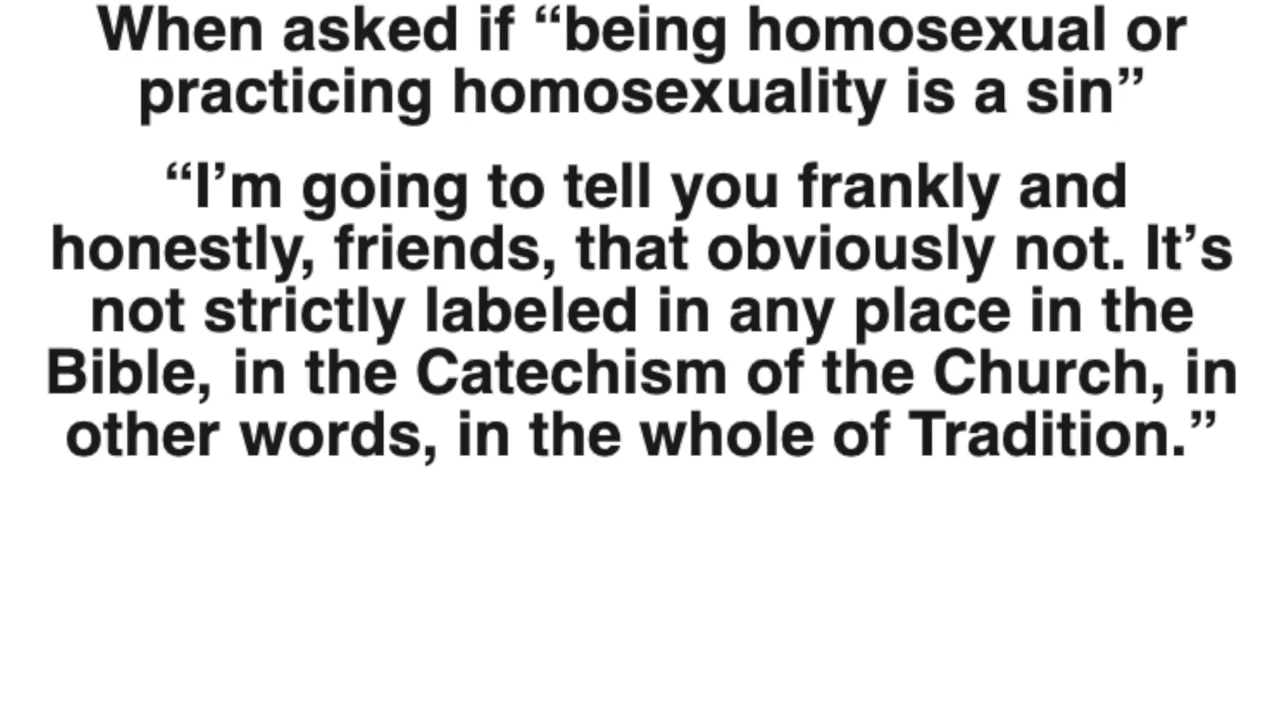 When asked if “being homosexual or
practicing homosexuality is a sin”
“I’m going to tell you frankly and
honestly, friends, that obviously not. It’s
not strictly labeled in any place in the
Bible, in the Catechism of the Church, in
other words, in the whole of Tradition.”